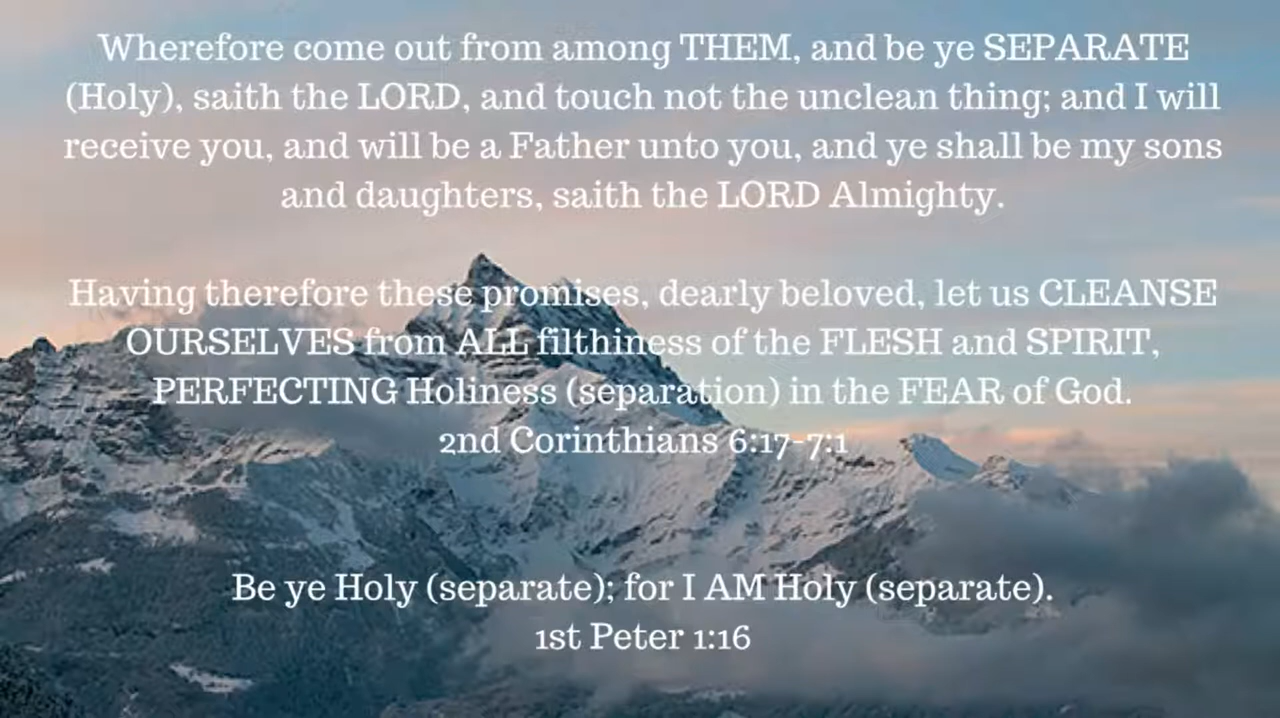 Wherefore come out from among THEM, and be ye SEPARATE
(Holy), saith the LORD, and touch not the unclean thing; and I will
receive you, and will be a Father unto you, and ye shall be my sons
and daughters, saith the LORD Almighty.
Having therefore these promises, dearly beloved, let us CLEANSE
OURSELVES from ALL filthiness of the FLESH and SPIRIT,
PERFECTING Holiness (separation) in the FEAR of God.
2nd Corinthians 6:17-7:1
Be ye Holy (separate); for I AM Holy (separate).
1st Peter 1:16